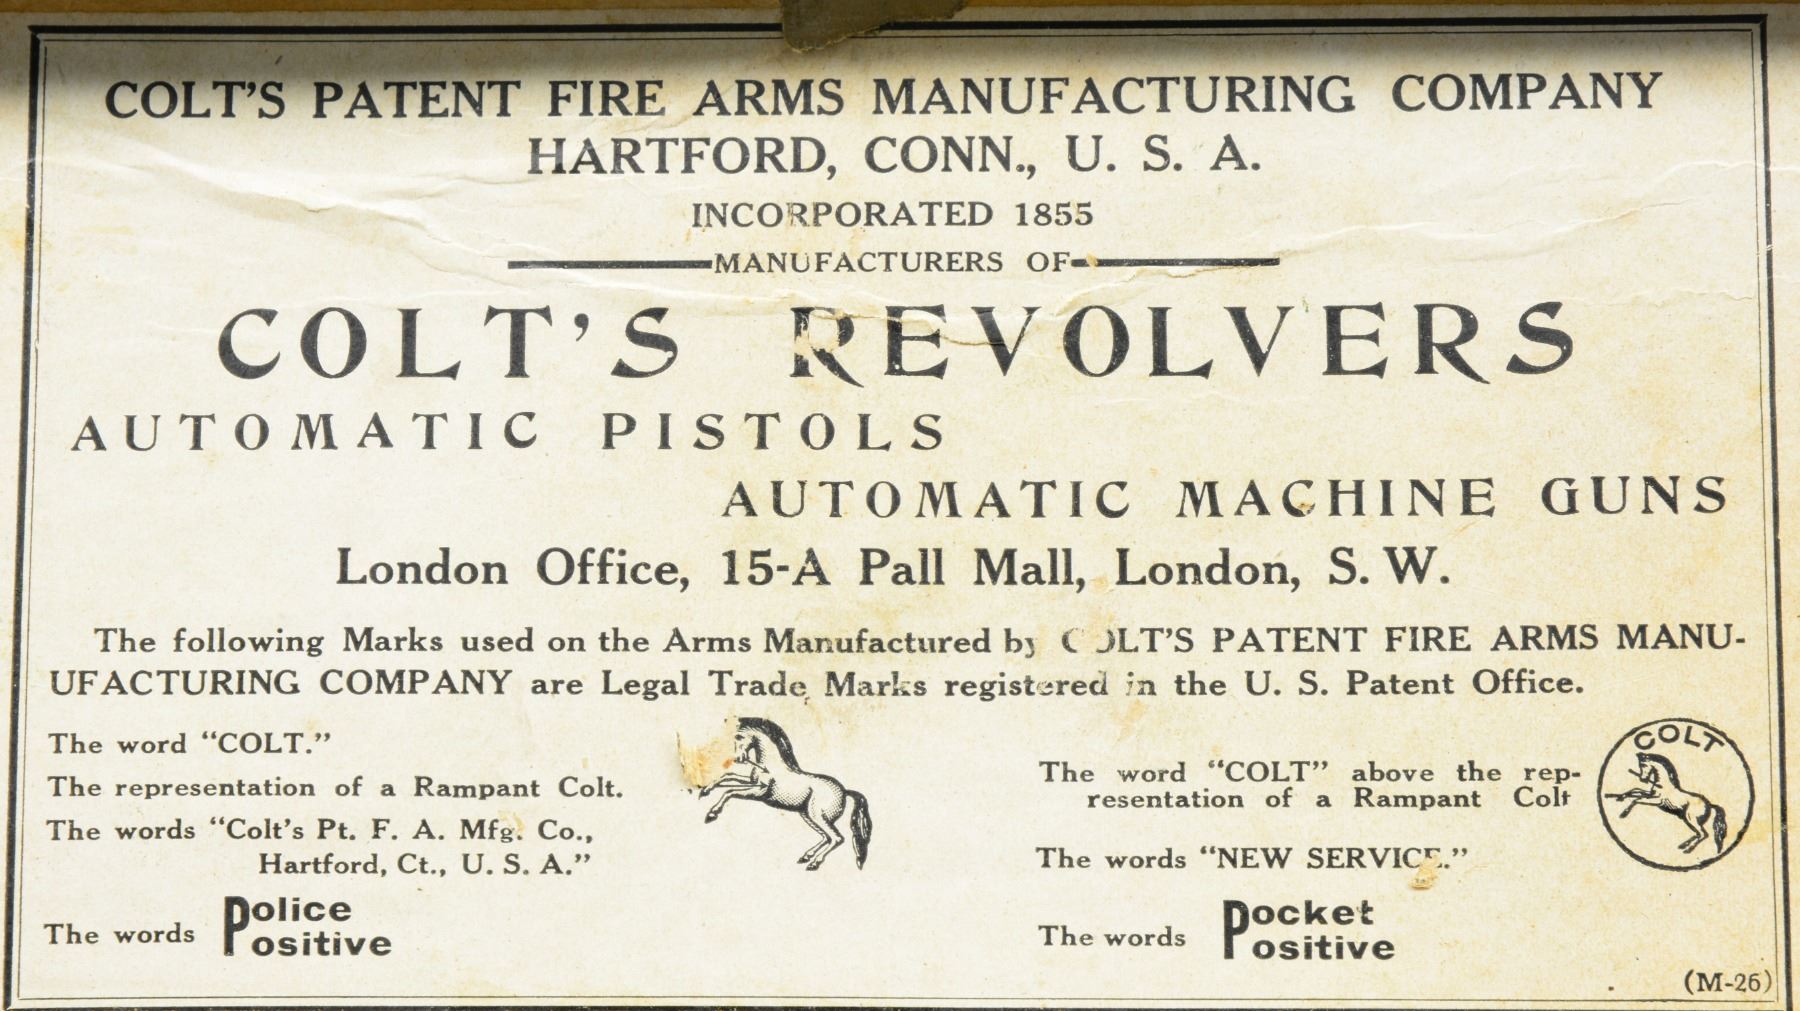 COLT'S PATENT FIRE ARMS MANUFACTURING COMPANY
HARTFORD, CONN., U. S. A.
INCORPORATED 1855
MANUFACTURERS OF
COLT'S REVOLVERS
AUTOMATIC PISTOLS
AUTOMATIC MACHINE GUNS
London Office, 15-A Pall Mall, London, S. W.
The following Marks used on the Arms Manufactured by COLT'S PATENT FIRE ARMS MANU-
UFACTURING COMPANY are Legal Trade Marks registered in the U. S. Patent Office.
The word "COLT."
The representation of a Rampant Colt.
The words "Colt's Pt. F. A. Mfg. Co.,
Hartford, Ct., U. S. A."
The words Police Positive
The word "COLT" above the rep-
resentation of a Rampant Colt
COLT
The words "NEW SERVICE."
The words Pocket Positive
(M-26)